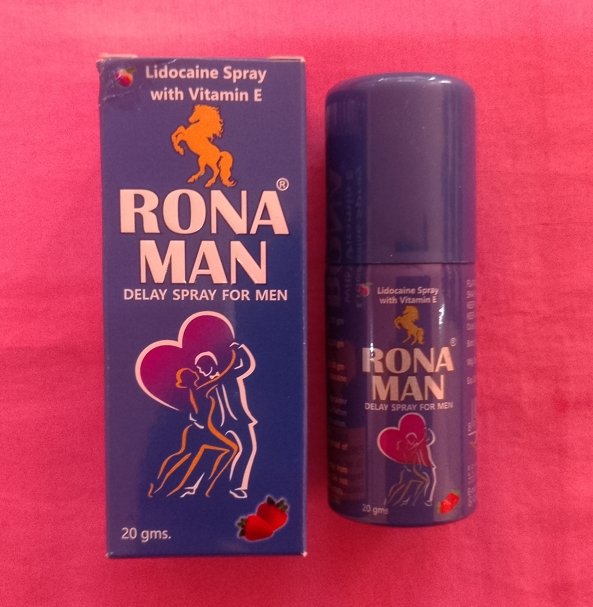 Lidocaine Spray
with Vitamin E
RONA®
MAN
DELAY SPRAY FOR MEN
20 gms.
Lidocaine Spray
with Vitamin E
RONA®
MAN
DELAY SPRAY FOR MEN
20 gms